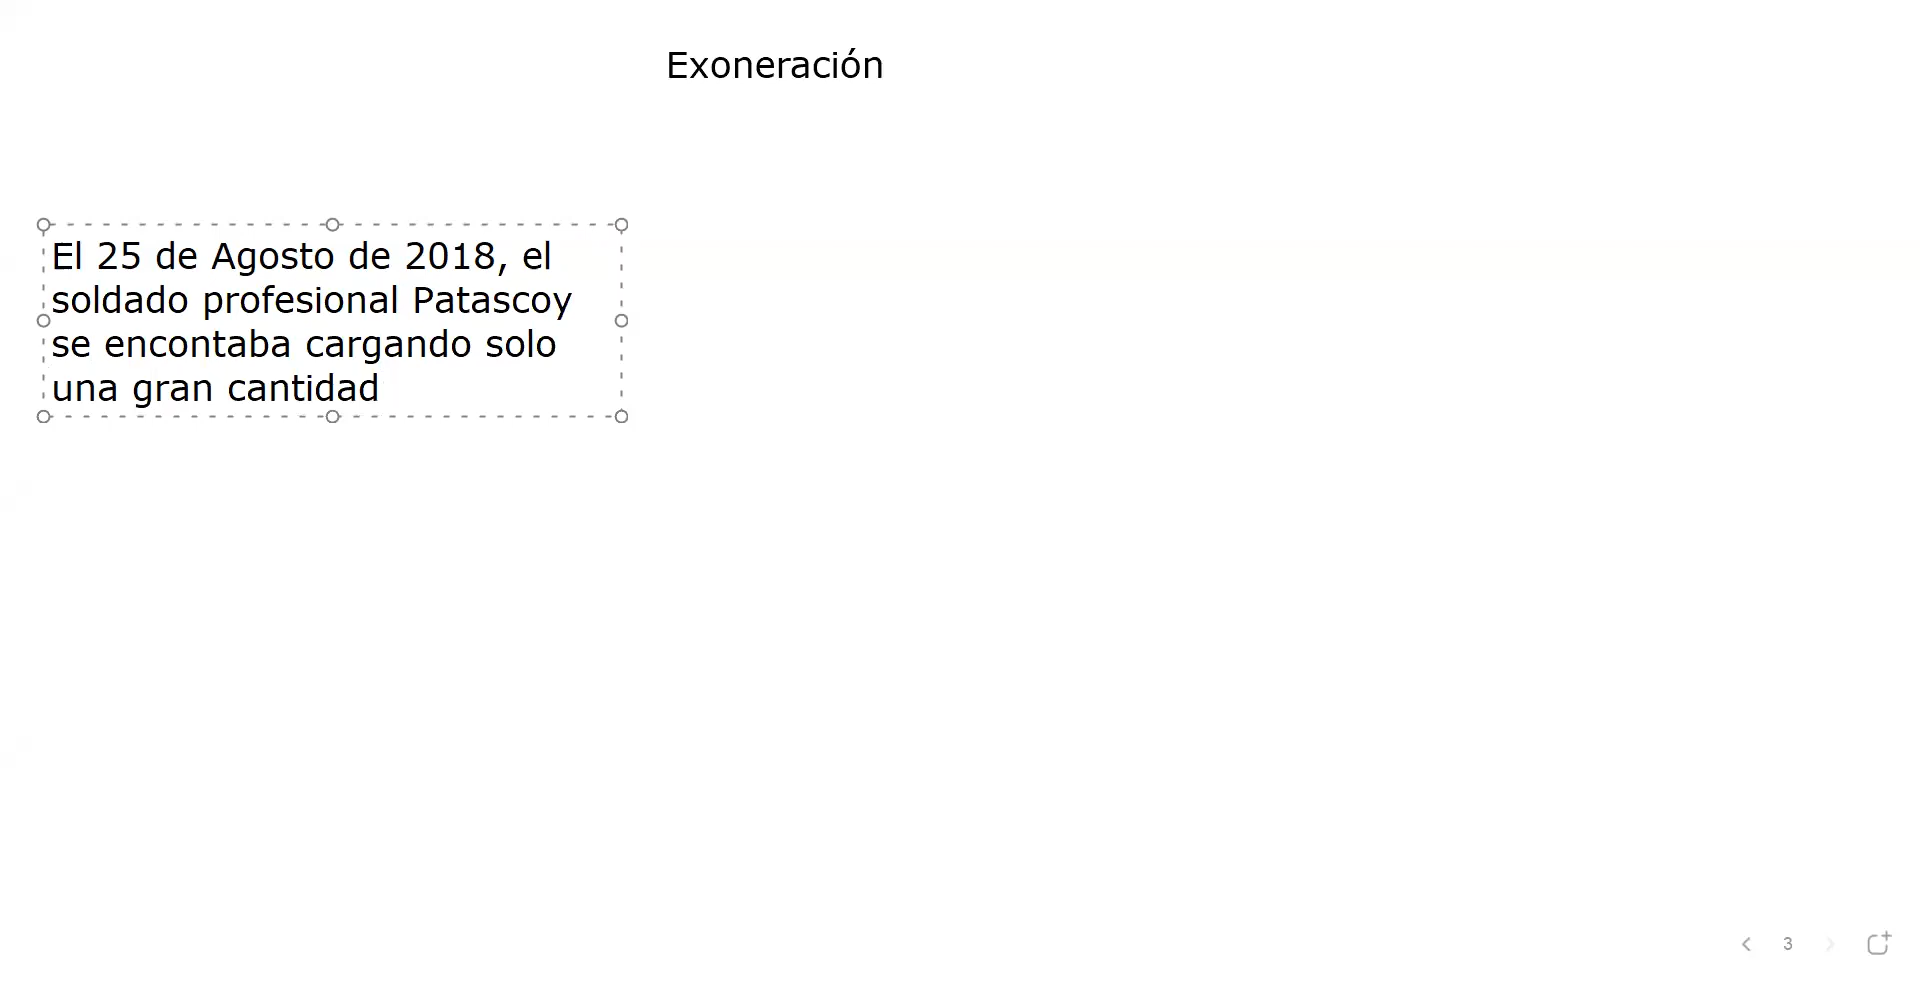 Exoneración
El 25 de Agosto de 2018, el
soldado profesional Patascoy
se encontaba cargando solo
una gran cantidad
3